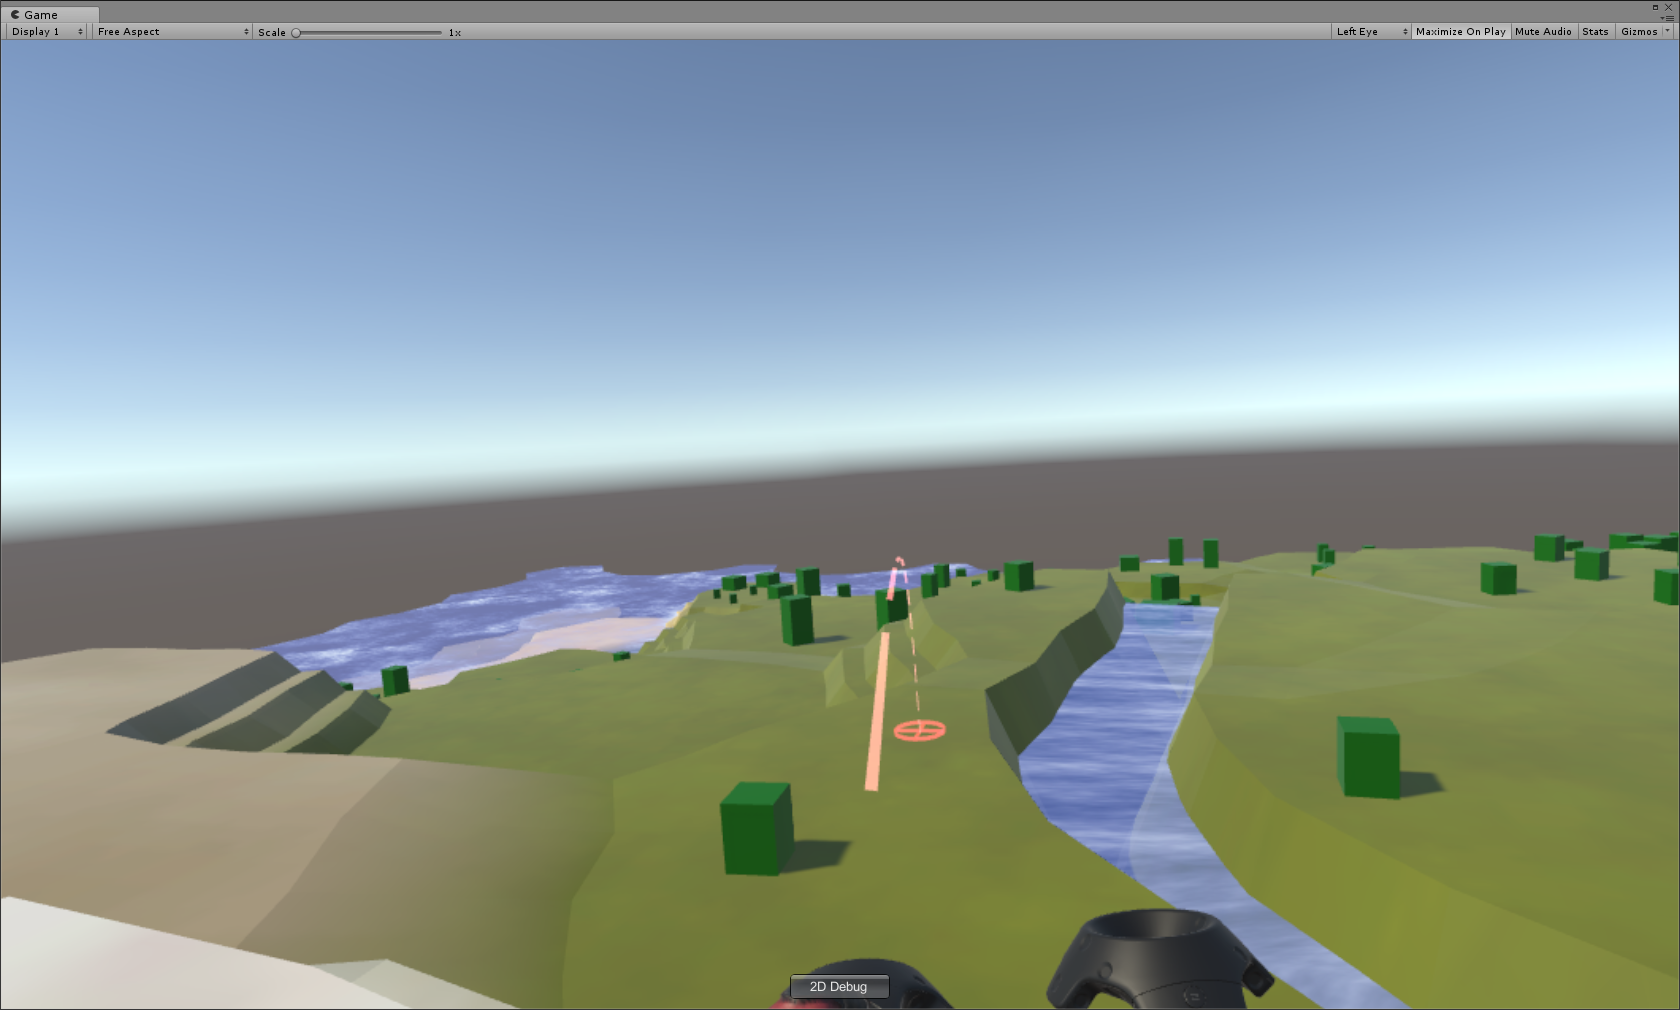 Game
Display 1 Free Aspect Scale 1x Left Eye Maximize On Play Mute Audio Stats Gizmos
2D Debug